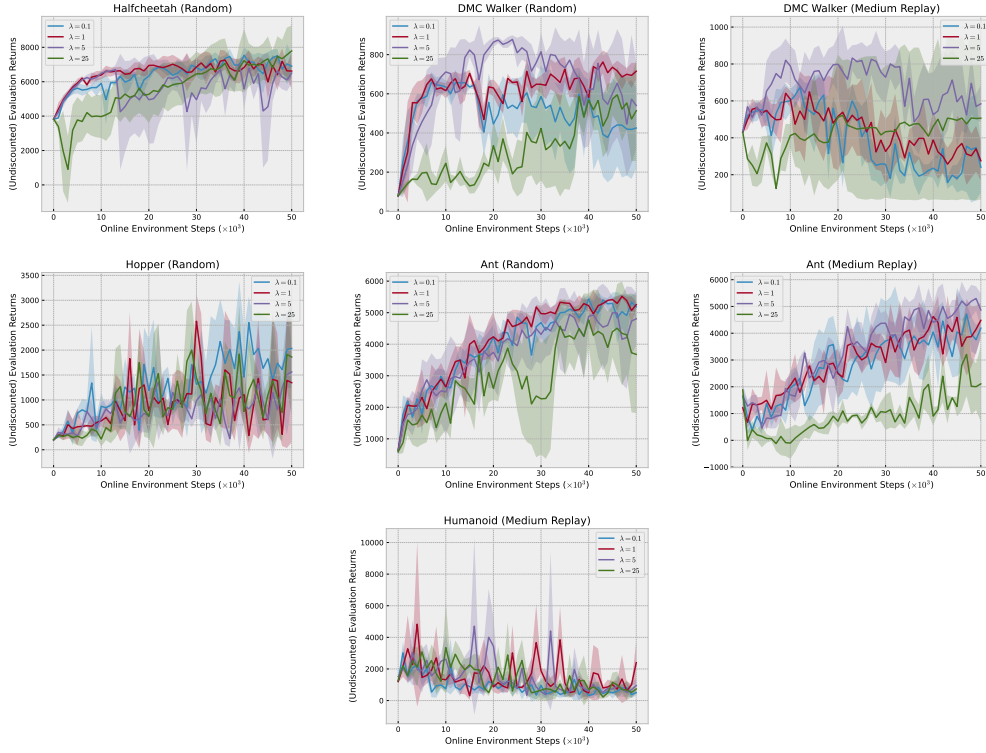 Halfcheetah (Random)
(Undiscounted) Evaluation Returns
8000
6000
4000
2000
0
λ = 0.1
λ = 1
λ = 5
λ = 25
0 10 20 30 40 50
Online Environment Steps (×10³)
DMC Walker (Random)
(Undiscounted) Evaluation Returns
800
600
400
200
0
λ = 0.1
λ = 1
λ = 5
λ = 25
0 10 20 30 40 50
Online Environment Steps (×10³)
DMC Walker (Medium Replay)
(Undiscounted) Evaluation Returns
1000
800
600
400
200
λ = 0.1
λ = 1
λ = 5
λ = 25
0 10 20 30 40 50
Online Environment Steps (×10³)
Hopper (Random)
(Undiscounted) Evaluation Returns
3500
3000
2500
2000
1500
1000
500
0
λ = 0.1
λ = 1
λ = 5
λ = 25
0 10 20 30 40 50
Online Environment Steps (×10³)
Ant (Random)
(Undiscounted) Evaluation Returns
6000
5000
4000
3000
2000
1000
λ = 0.1
λ = 1
λ = 5
λ = 25
0 10 20 30 40 50
Online Environment Steps (×10³)
Ant (Medium Replay)
(Undiscounted) Evaluation Returns
6000
5000
4000
3000
2000
1000
0
−1000
λ = 0.1
λ = 1
λ = 5
λ = 25
0 10 20 30 40 50
Online Environment Steps (×10³)
Humanoid (Medium Replay)
(Undiscounted) Evaluation Returns
10000
8000
6000
4000
2000
0
λ = 0.1
λ = 1
λ = 5
λ = 25
0 10 20 30 40 50
Online Environment Steps (×10³)